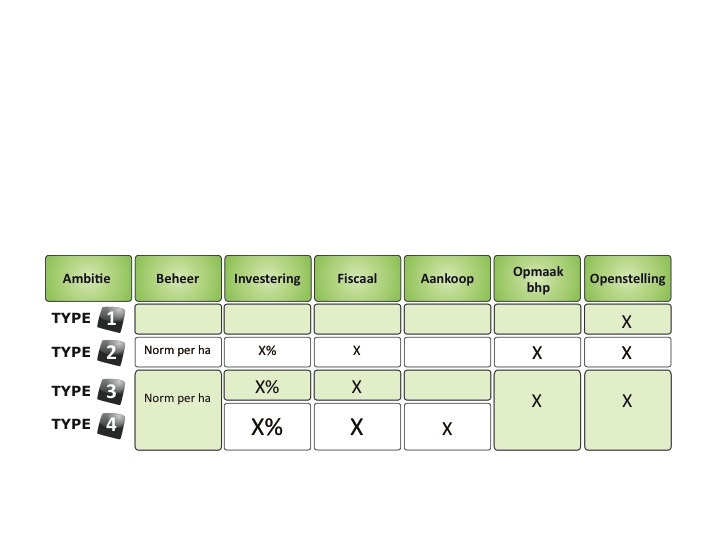 Ambitie Beheer Investering Fiscaal Aankoop Opmaak bhp Openstelling
TYPE 1 X
TYPE 2 Norm per ha X% X X X
TYPE 3 Norm per ha X% X X X
TYPE 4 X% X X